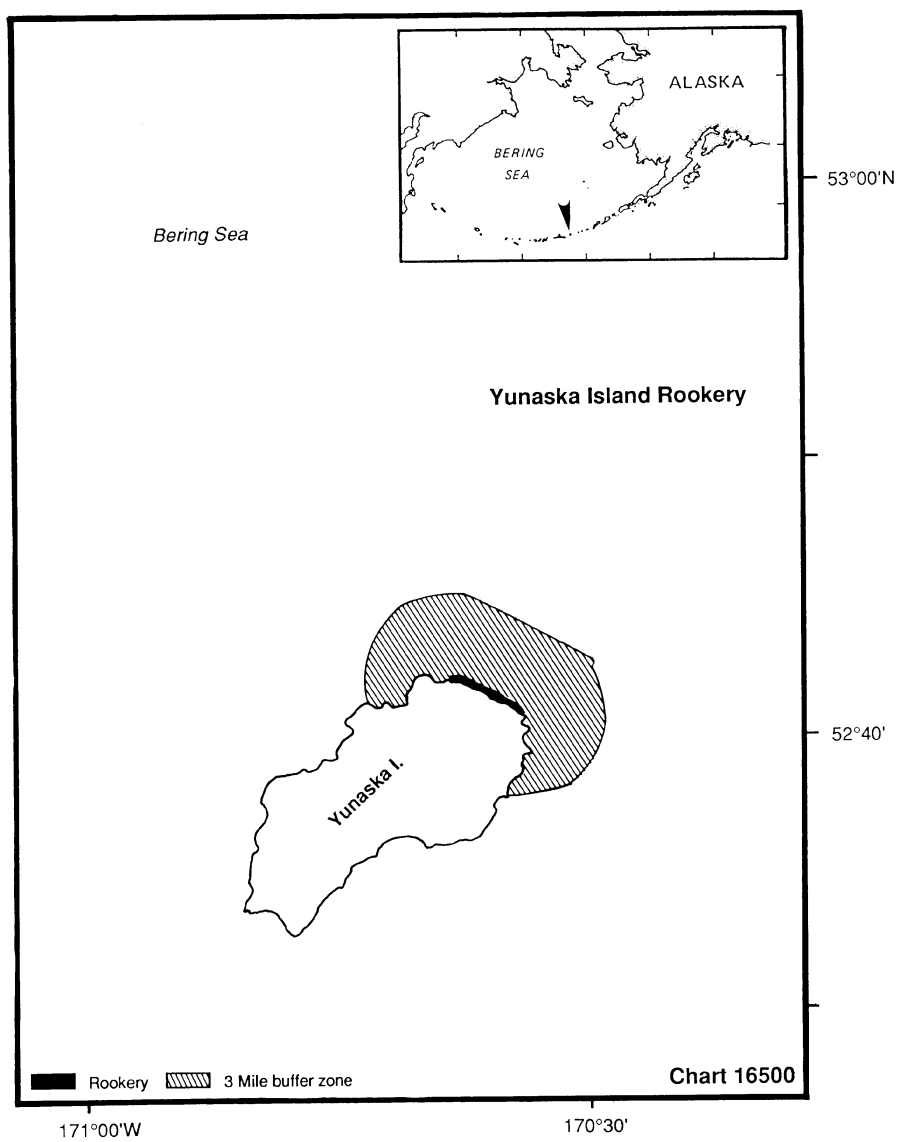 ALASKA
BERING
SEA
53°00'N
Bering Sea
Yunaska Island Rookery
52°40'
Yunaska I.
Rookery
3 Mile buffer zone
Chart 16500
171°00'W
170°30'